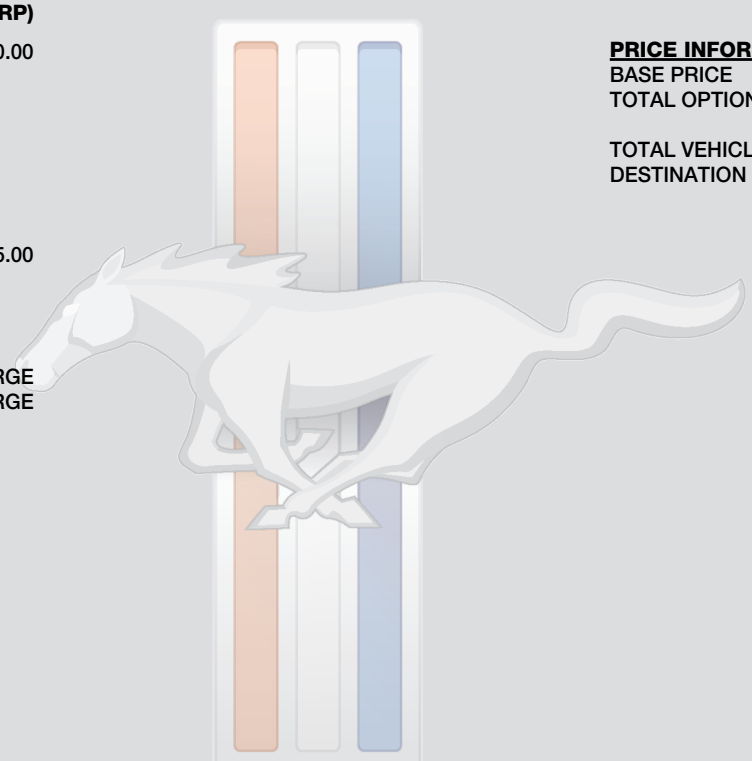 RP)
0.00
5.00
RGE
RGE
PRICE INFOR
BASE PRICE
TOTAL OPTION
TOTAL VEHICL
DESTINATION